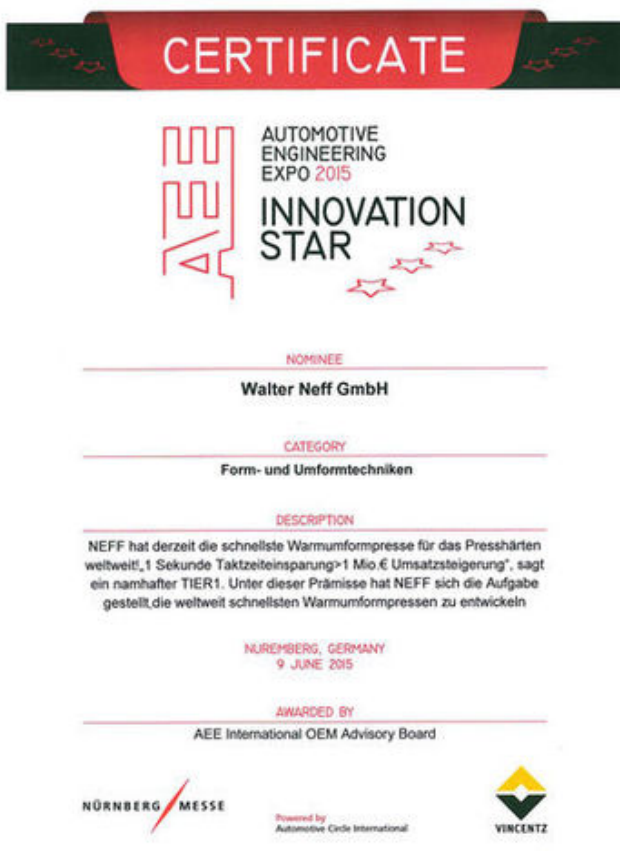 CERTIFICATE
AEE
AUTOMOTIVE
ENGINEERING
EXPO 2015
INNOVATION
STAR
NOMINEE
Walter Neff GmbH
CATEGORY
Form- und Umformtechniken
DESCRIPTION
NEFF hat derzeit die schnellste Warmumformpresse für das Presshärten
weltweit!„1 Sekunde Taktzeiteinsparung>1 Mio.€ Umsatzsteigerung“, sagt
ein namhafter TIER1. Unter dieser Prämisse hat NEFF sich die Aufgabe
gestellt,die weltweit schnellsten Warmumformpressen zu entwickeln
NUREMBERG, GERMANY
9 JUNE 2015
AWARDED BY
AEE International OEM Advisory Board
NÜRNBERG MESSE
Powered by
Automotive Circle International
VINCENTZ